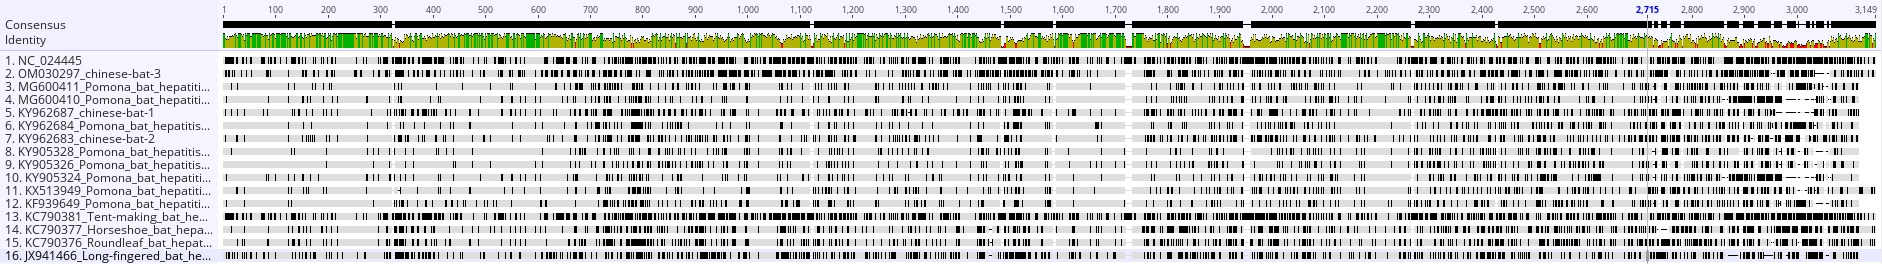 1 100 200 300 400 500 600 700 800 900 1,000 1,100 1,200 1,300 1,400 1,500 1,600 1,700 1,800 1,900 2,000 2,100 2,200 2,300 2,400 2,500 2,600 2,715 2,800 2,900 3,000 3,149
Consensus
Identity
1. NC_024445
2. OM030297_chinese-bat-3
3. MG600411_Pomona_bat_hepatiti...
4. MG600410_Pomona_bat_hepatiti...
5. KY962687_chinese-bat-1
6. KY962684_Pomona_bat_hepatitis...
7. KY962683_chinese-bat-2
8. KY905328_Pomona_bat_hepatitis...
9. KY905326_Pomona_bat_hepatitis...
10. KY905324_Pomona_bat_hepatiti...
11. KX513949_Pomona_bat_hepatiti...
12. KF939649_Pomona_bat_hepatiti...
13. KC790381_Tent-making_bat_he...
14. KC790377_Horseshoe_bat_hepa...
15. KC790376_Roundleaf_bat_hepat...
16. JX941466_Long-fingered_bat_he...